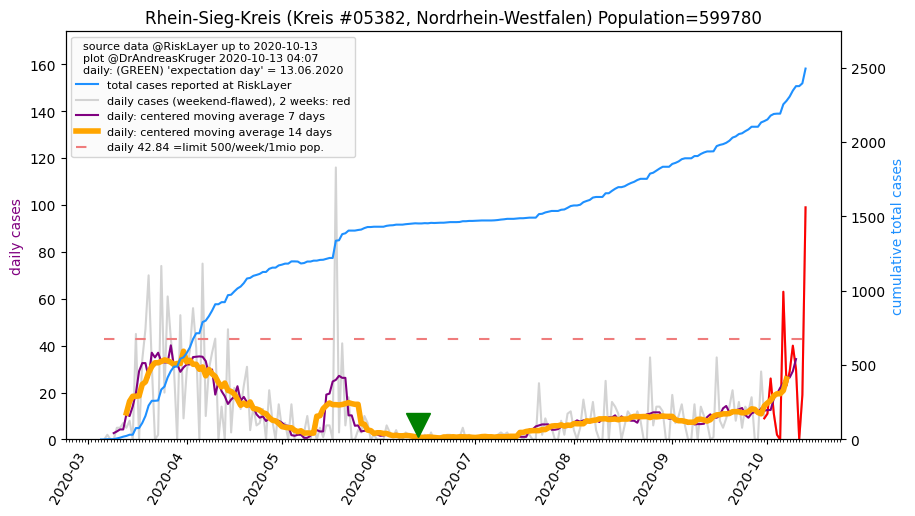 Rhein-Sieg-Kreis (Kreis #05382, Nordrhein-Westfalen) Population=599780
source data @RiskLayer up to 2020-10-13
plot @DrAndreasKruger 2020-10-13 04:07
daily: (GREEN) 'expectation day' = 13.06.2020
total cases reported at RiskLayer
daily cases (weekend-flawed), 2 weeks: red
daily: centered moving average 7 days
daily: centered moving average 14 days
daily 42.84 =limit 500/week/1mio pop.
daily cases
160
140
120
100
80
60
40
20
0
2500
2000
1500
1000
500
0
cumulative total cases
2020-03
2020-04
2020-05
2020-06
2020-07
2020-08
2020-09
2020-10